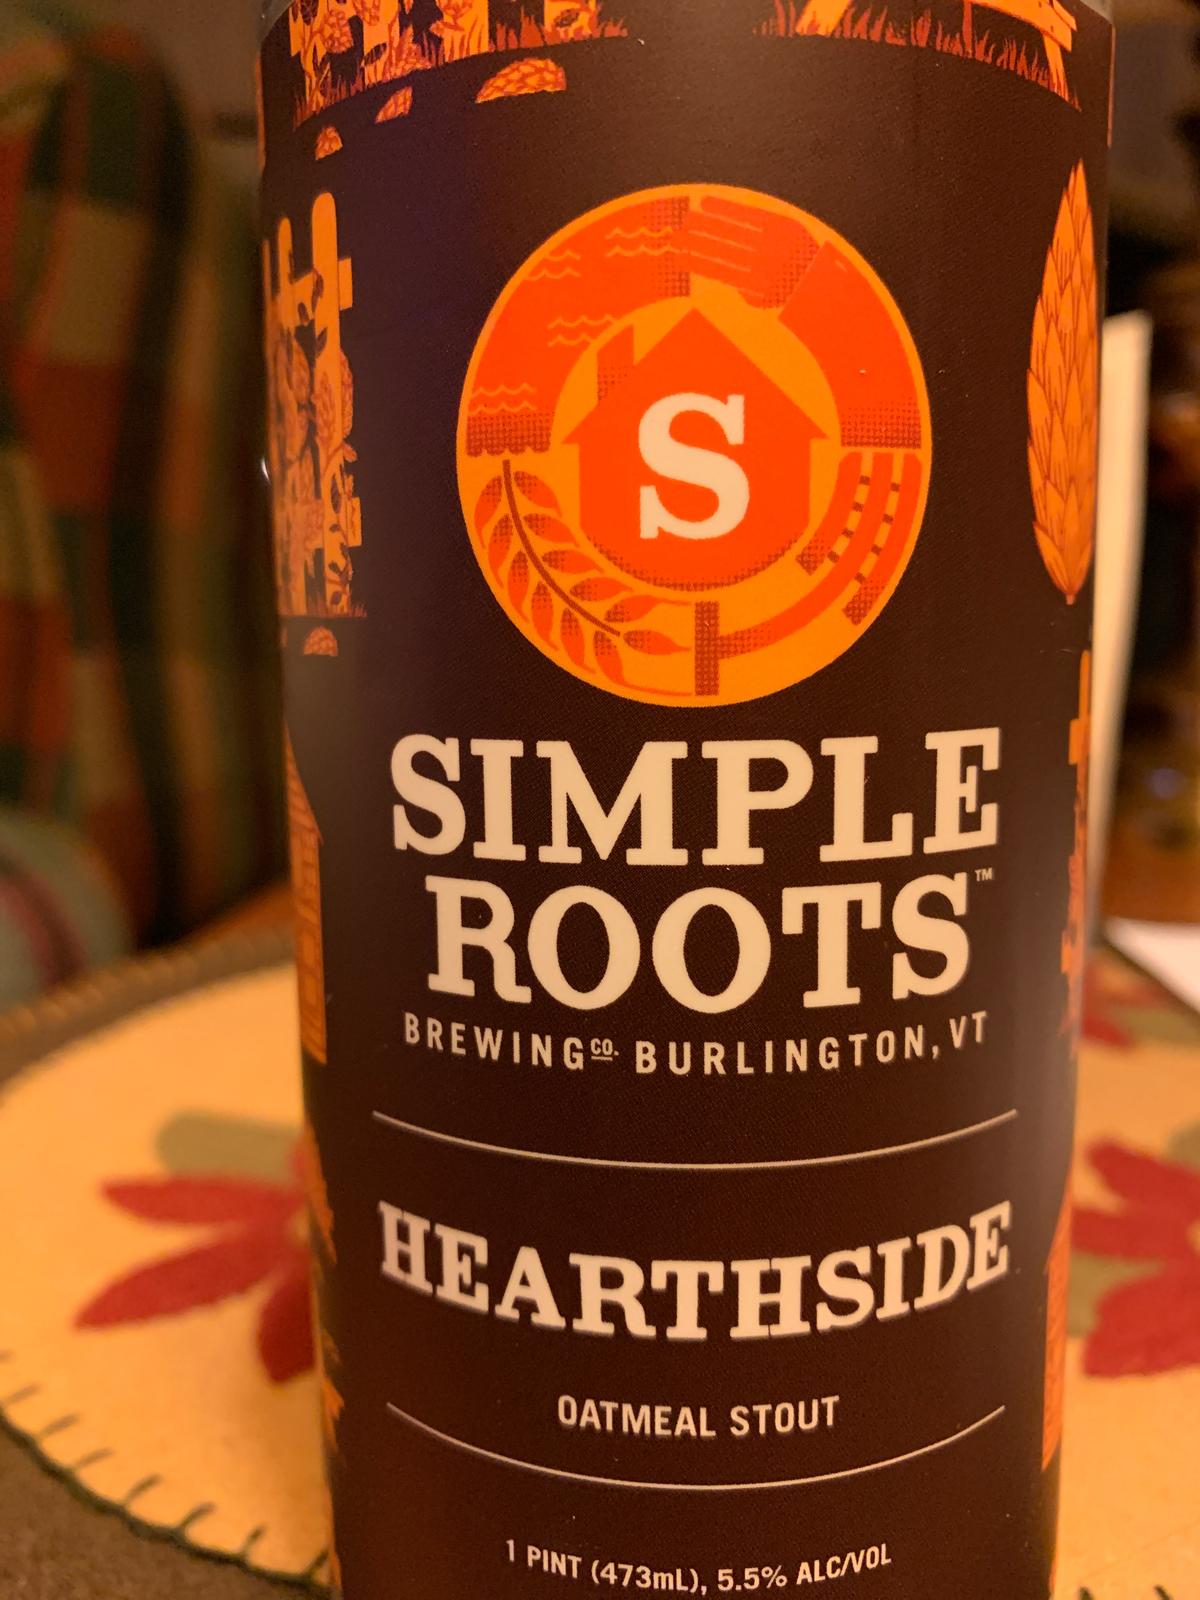 S
SIMPLE
ROOTS™
BREWING CO. BURLINGTON, VT
HEARTHSIDE
OATMEAL STOUT
1 PINT (473mL), 5.5% ALC/VOL